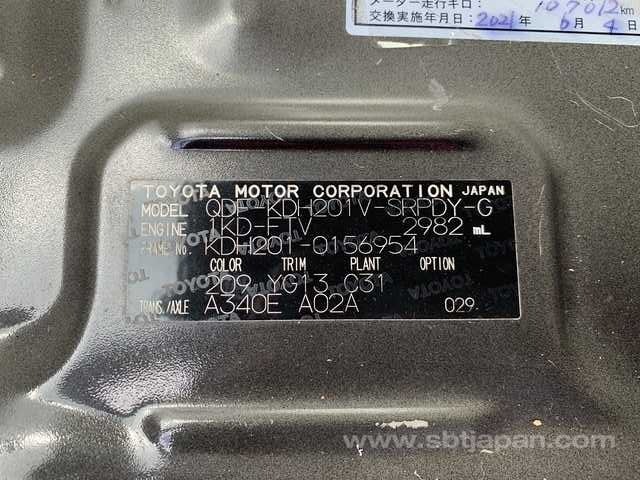 メーター走行キロ： 107012km
交換実施年月日： 2021年 6月 4日
TOYOTA MOTOR CORPORATION JAPAN
MODEL QDF-KDH201V-SRPDY-G
ENGINE 1KD-FTV 2982 mL
FRAME No. KDH201-0156954
COLOR TRIM PLANT OPTION
209 YG13 C31
TRANS./AXLE A340E A02A 029.
www.sbtjapan.com